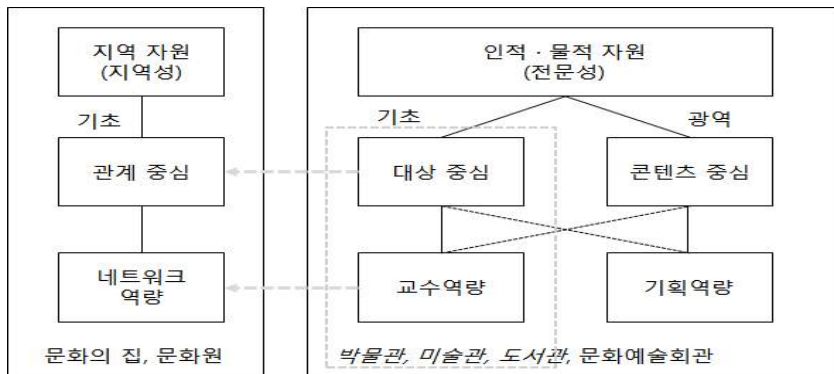 지역 자원
(지역성)
기초
관계 중심
네트워크
역량
문화의 집, 문화원
인적 · 물적 자원
(전문성)
기초
광역
대상 중심
콘텐츠 중심
교수역량
기획역량
박물관, 미술관, 도서관, 문화예술회관